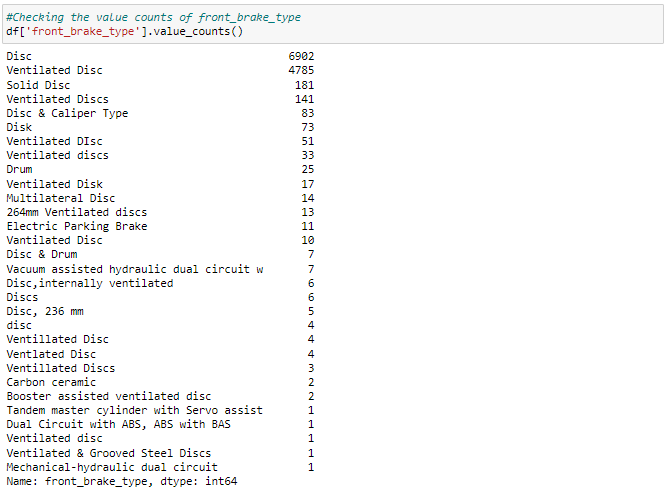 #Checking the value counts of front_brake_type
df['front_brake_type'].value_counts()
Disc 6902
Ventilated Disc 4785
Solid Disc 181
Ventilated Discs 141
Disc & Caliper Type 83
Disk 73
Ventilated DIsc 51
Ventilated discs 33
Drum 25
Ventilated Disk 17
Multilateral Disc 14
264mm Ventilated discs 13
Electric Parking Brake 11
Vantilated Disc 10
Disc & Drum 7
Vacuum assisted hydraulic dual circuit w 7
Disc,internally ventilated 6
Discs 6
Disc, 236 mm 5
disc 4
Ventillated Disc 4
Ventlated Disc 4
Ventillated Discs 3
Carbon ceramic 2
Booster assisted ventilated disc 2
Tandem master cylinder with Servo assist 1
Dual Circuit with ABS, ABS with BAS 1
Ventilated disc 1
Ventilated & Grooved Steel Discs 1
Mechanical-hydraulic dual circuit 1
Name: front_brake_type, dtype: int64